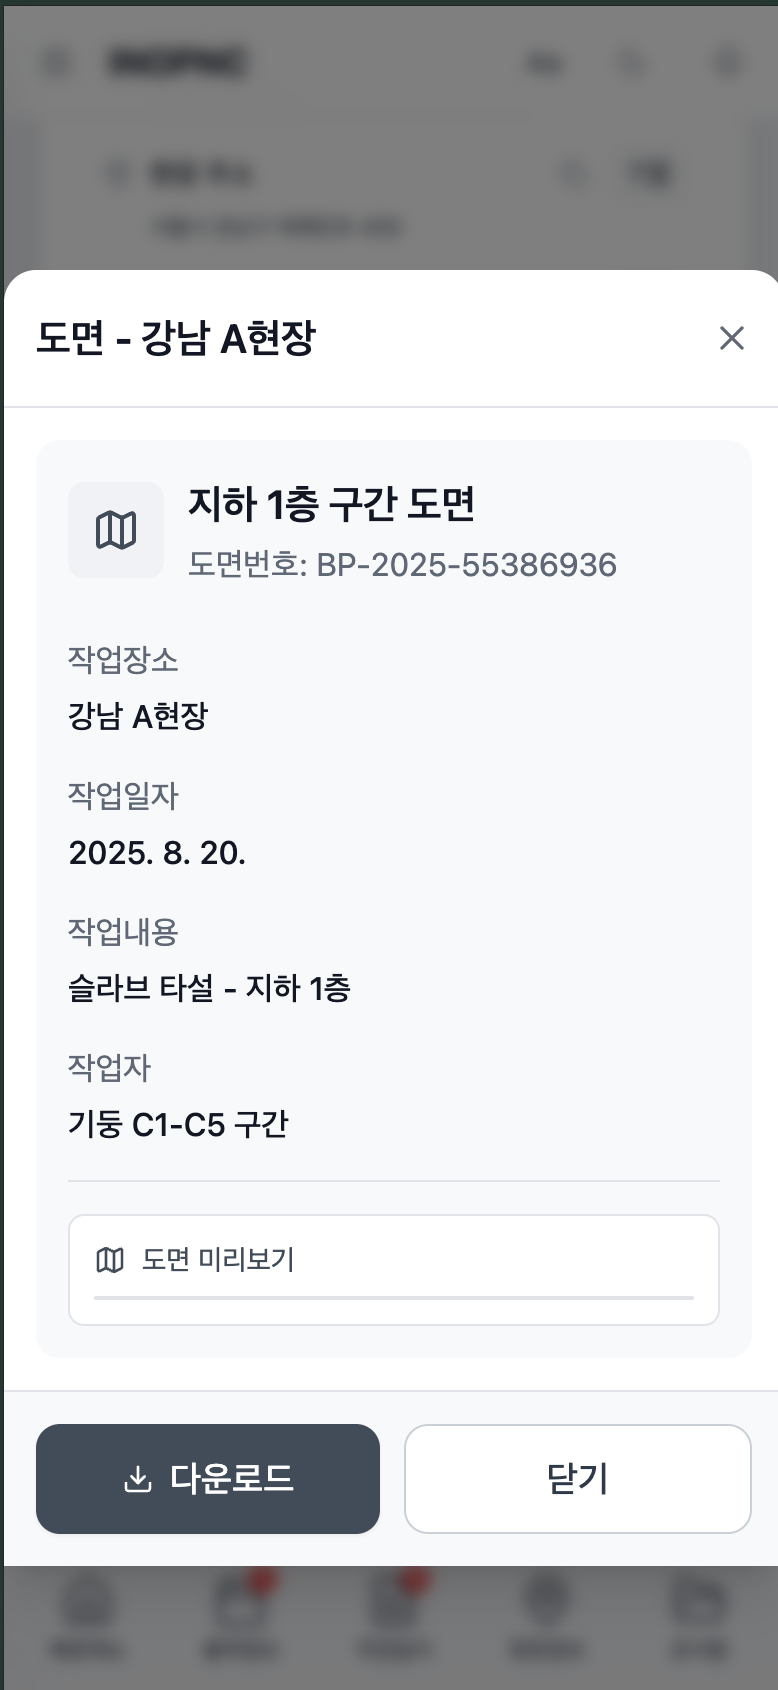 INOPNC
도면 - 강남 A현장
지하 1층 구간 도면
도면번호: BP-2025-55386936
작업장소
강남 A현장
작업일자
2025. 8. 20.
작업내용
슬라브 타설 - 지하 1층
작업자
기둥 C1-C5 구간
도면 미리보기
다운로드
닫기